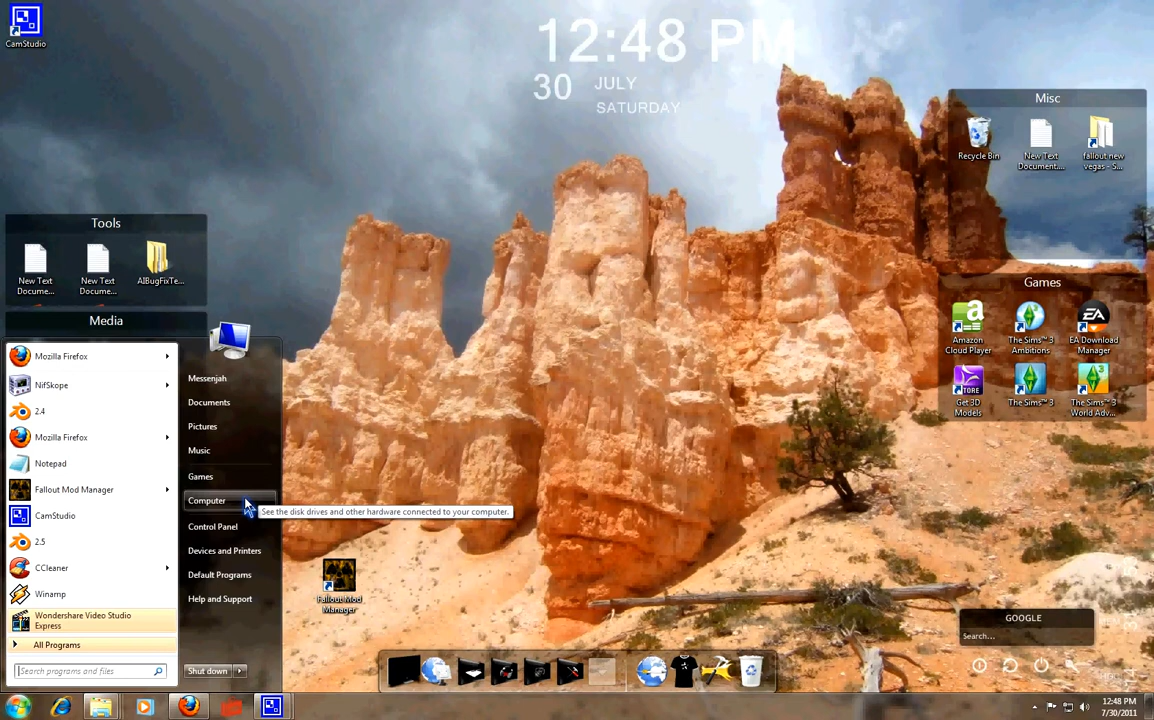 CamStudio
12:48 PM
30
JULY
SATURDAY
Misc
Recycle Bin
New Text
Document....
fallout new
vegas - S...
Tools
New Text
Docume...
New Text
Docume...
AIBugFixTe...
Media
Games
Amazon
Cloud Player
The Sims™ 3
Ambitions
EA Download
Manager
Get 3D
Models
The Sims™ 3
The Sims™ 3
World Adv...
Mozilla Firefox
NifSkope
2.4
Mozilla Firefox
Notepad
Fallout Mod Manager
CamStudio
2.5
CCleaner
Winamp
Wondershare Video Studio
Express
All Programs
Search programs and files
Messenjah
Documents
Pictures
Music
Games
Computer
See the disk drives and other hardware connected to your computer.
Control Panel
Devices and Printers
Default Programs
Help and Support
Shut down
Fallout Mod
Manager
GOOGLE
Search...
12:48 PM
7/30/2011